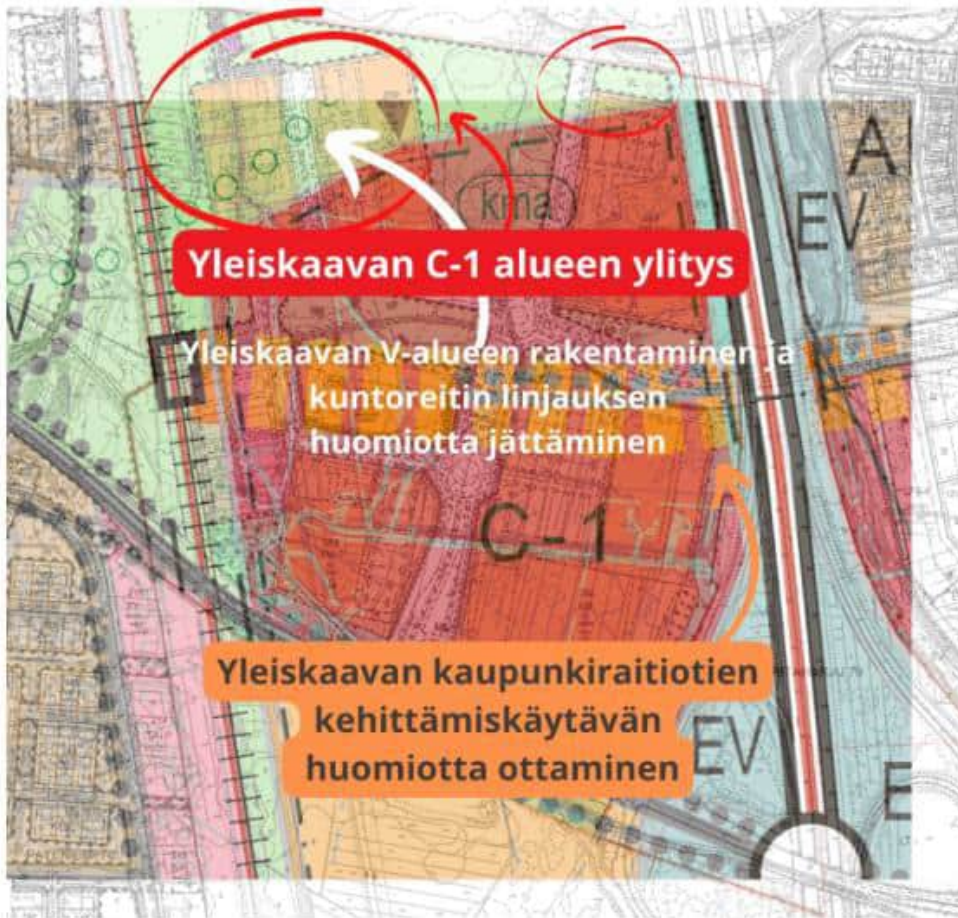 kma
A
EV
Yleiskaavan C-1 alueen ylitys
V
Yleiskaavan V-alueen rakentaminen ja
kuntoreitin linjauksen
huomiotta jättäminen
C-1
Yleiskaavan kaupunkiraitiotien
kehittämiskäytävän
huomiotta ottaminen
EV
E